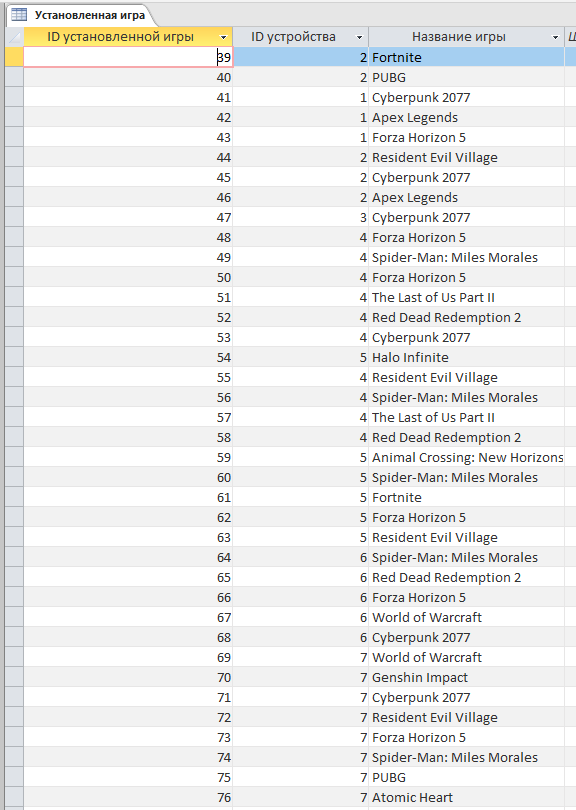 Установленная игра
ID установленной игры ID устройства Название игры
39 2 Fortnite
40 2 PUBG
41 1 Cyberpunk 2077
42 1 Apex Legends
43 1 Forza Horizon 5
44 2 Resident Evil Village
45 2 Cyberpunk 2077
46 2 Apex Legends
47 3 Cyberpunk 2077
48 4 Forza Horizon 5
49 4 Spider-Man: Miles Morales
50 4 Forza Horizon 5
51 4 The Last of Us Part II
52 4 Red Dead Redemption 2
53 4 Cyberpunk 2077
54 5 Halo Infinite
55 4 Resident Evil Village
56 4 Spider-Man: Miles Morales
57 4 The Last of Us Part II
58 4 Red Dead Redemption 2
59 5 Animal Crossing: New Horizons
60 5 Spider-Man: Miles Morales
61 5 Fortnite
62 5 Forza Horizon 5
63 5 Resident Evil Village
64 6 Spider-Man: Miles Morales
65 6 Red Dead Redemption 2
66 6 Forza Horizon 5
67 6 World of Warcraft
68 6 Cyberpunk 2077
69 7 World of Warcraft
70 7 Genshin Impact
71 7 Cyberpunk 2077
72 7 Resident Evil Village
73 7 Forza Horizon 5
74 7 Spider-Man: Miles Morales
75 7 PUBG
76 7 Atomic Heart